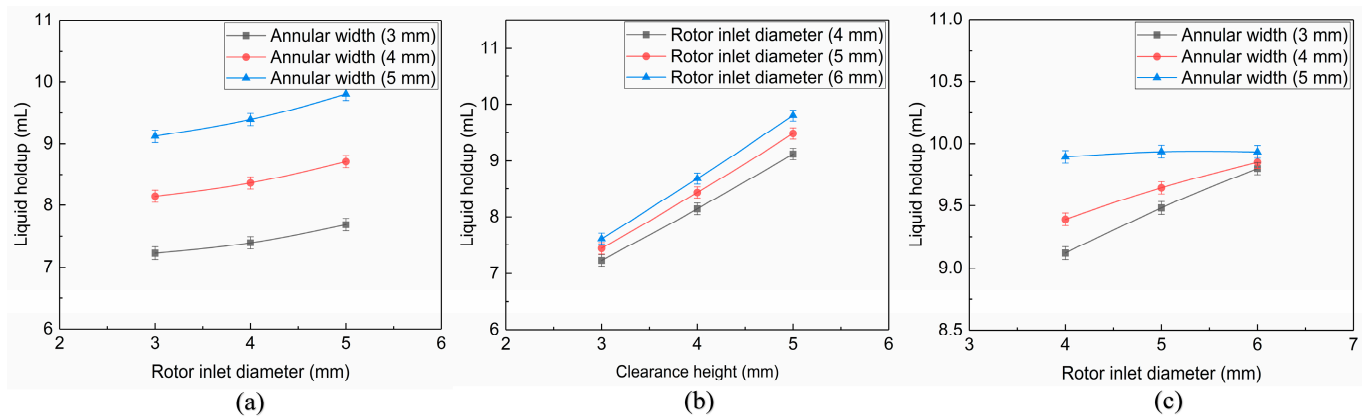 11
10
9
8
7
6
2
3
4
5
6
Liquid holdup (mL)
Rotor inlet diameter (mm)
Annular width (3 mm)
Annular width (4 mm)
Annular width (5 mm)
(a)
11
10
9
8
7
6
2
3
4
5
6
Liquid holdup (mL)
Clearance height (mm)
Rotor inlet diameter (4 mm)
Rotor inlet diameter (5 mm)
Rotor inlet diameter (6 mm)
(b)
11.0
10.5
10.0
9.5
9.0
8.5
3
4
5
6
7
Liquid holdup (mL)
Rotor inlet diameter (mm)
Annular width (3 mm)
Annular width (4 mm)
Annular width (5 mm)
(c)